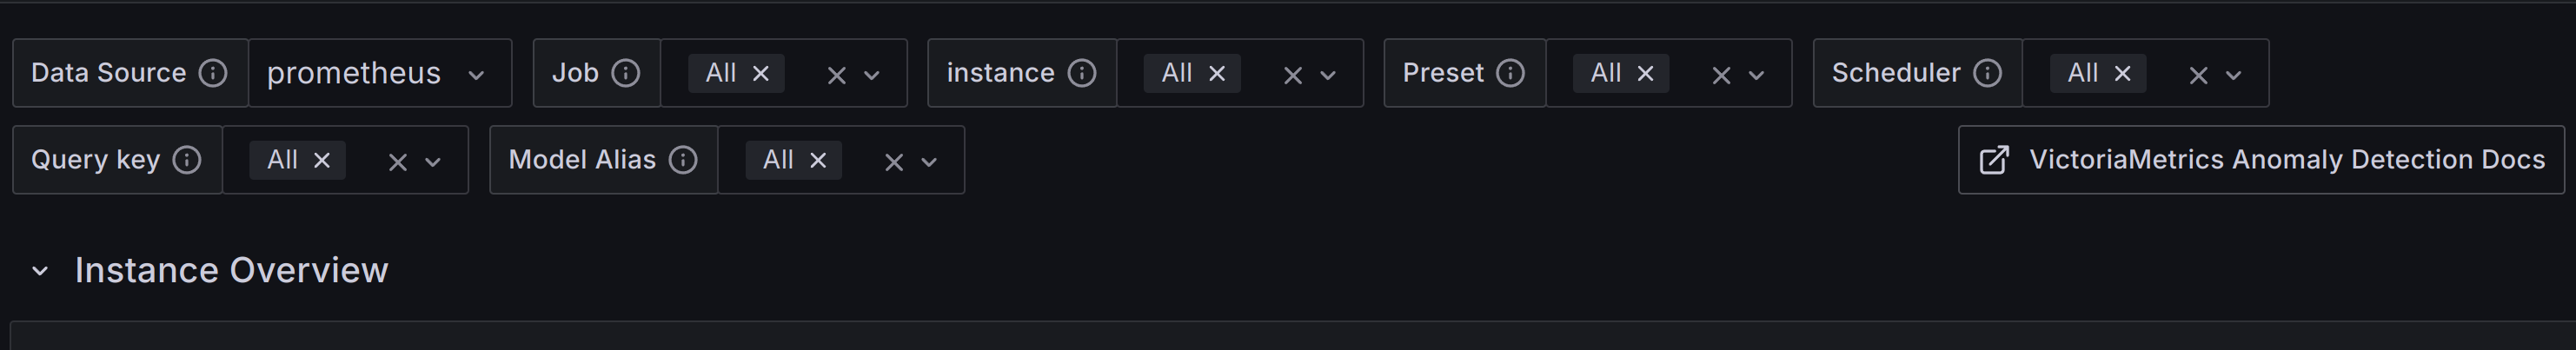 Data Source prometheus Job All instance All Preset All Scheduler All
Query key All Model Alias All VictoriaMetrics Anomaly Detection Docs
Instance Overview